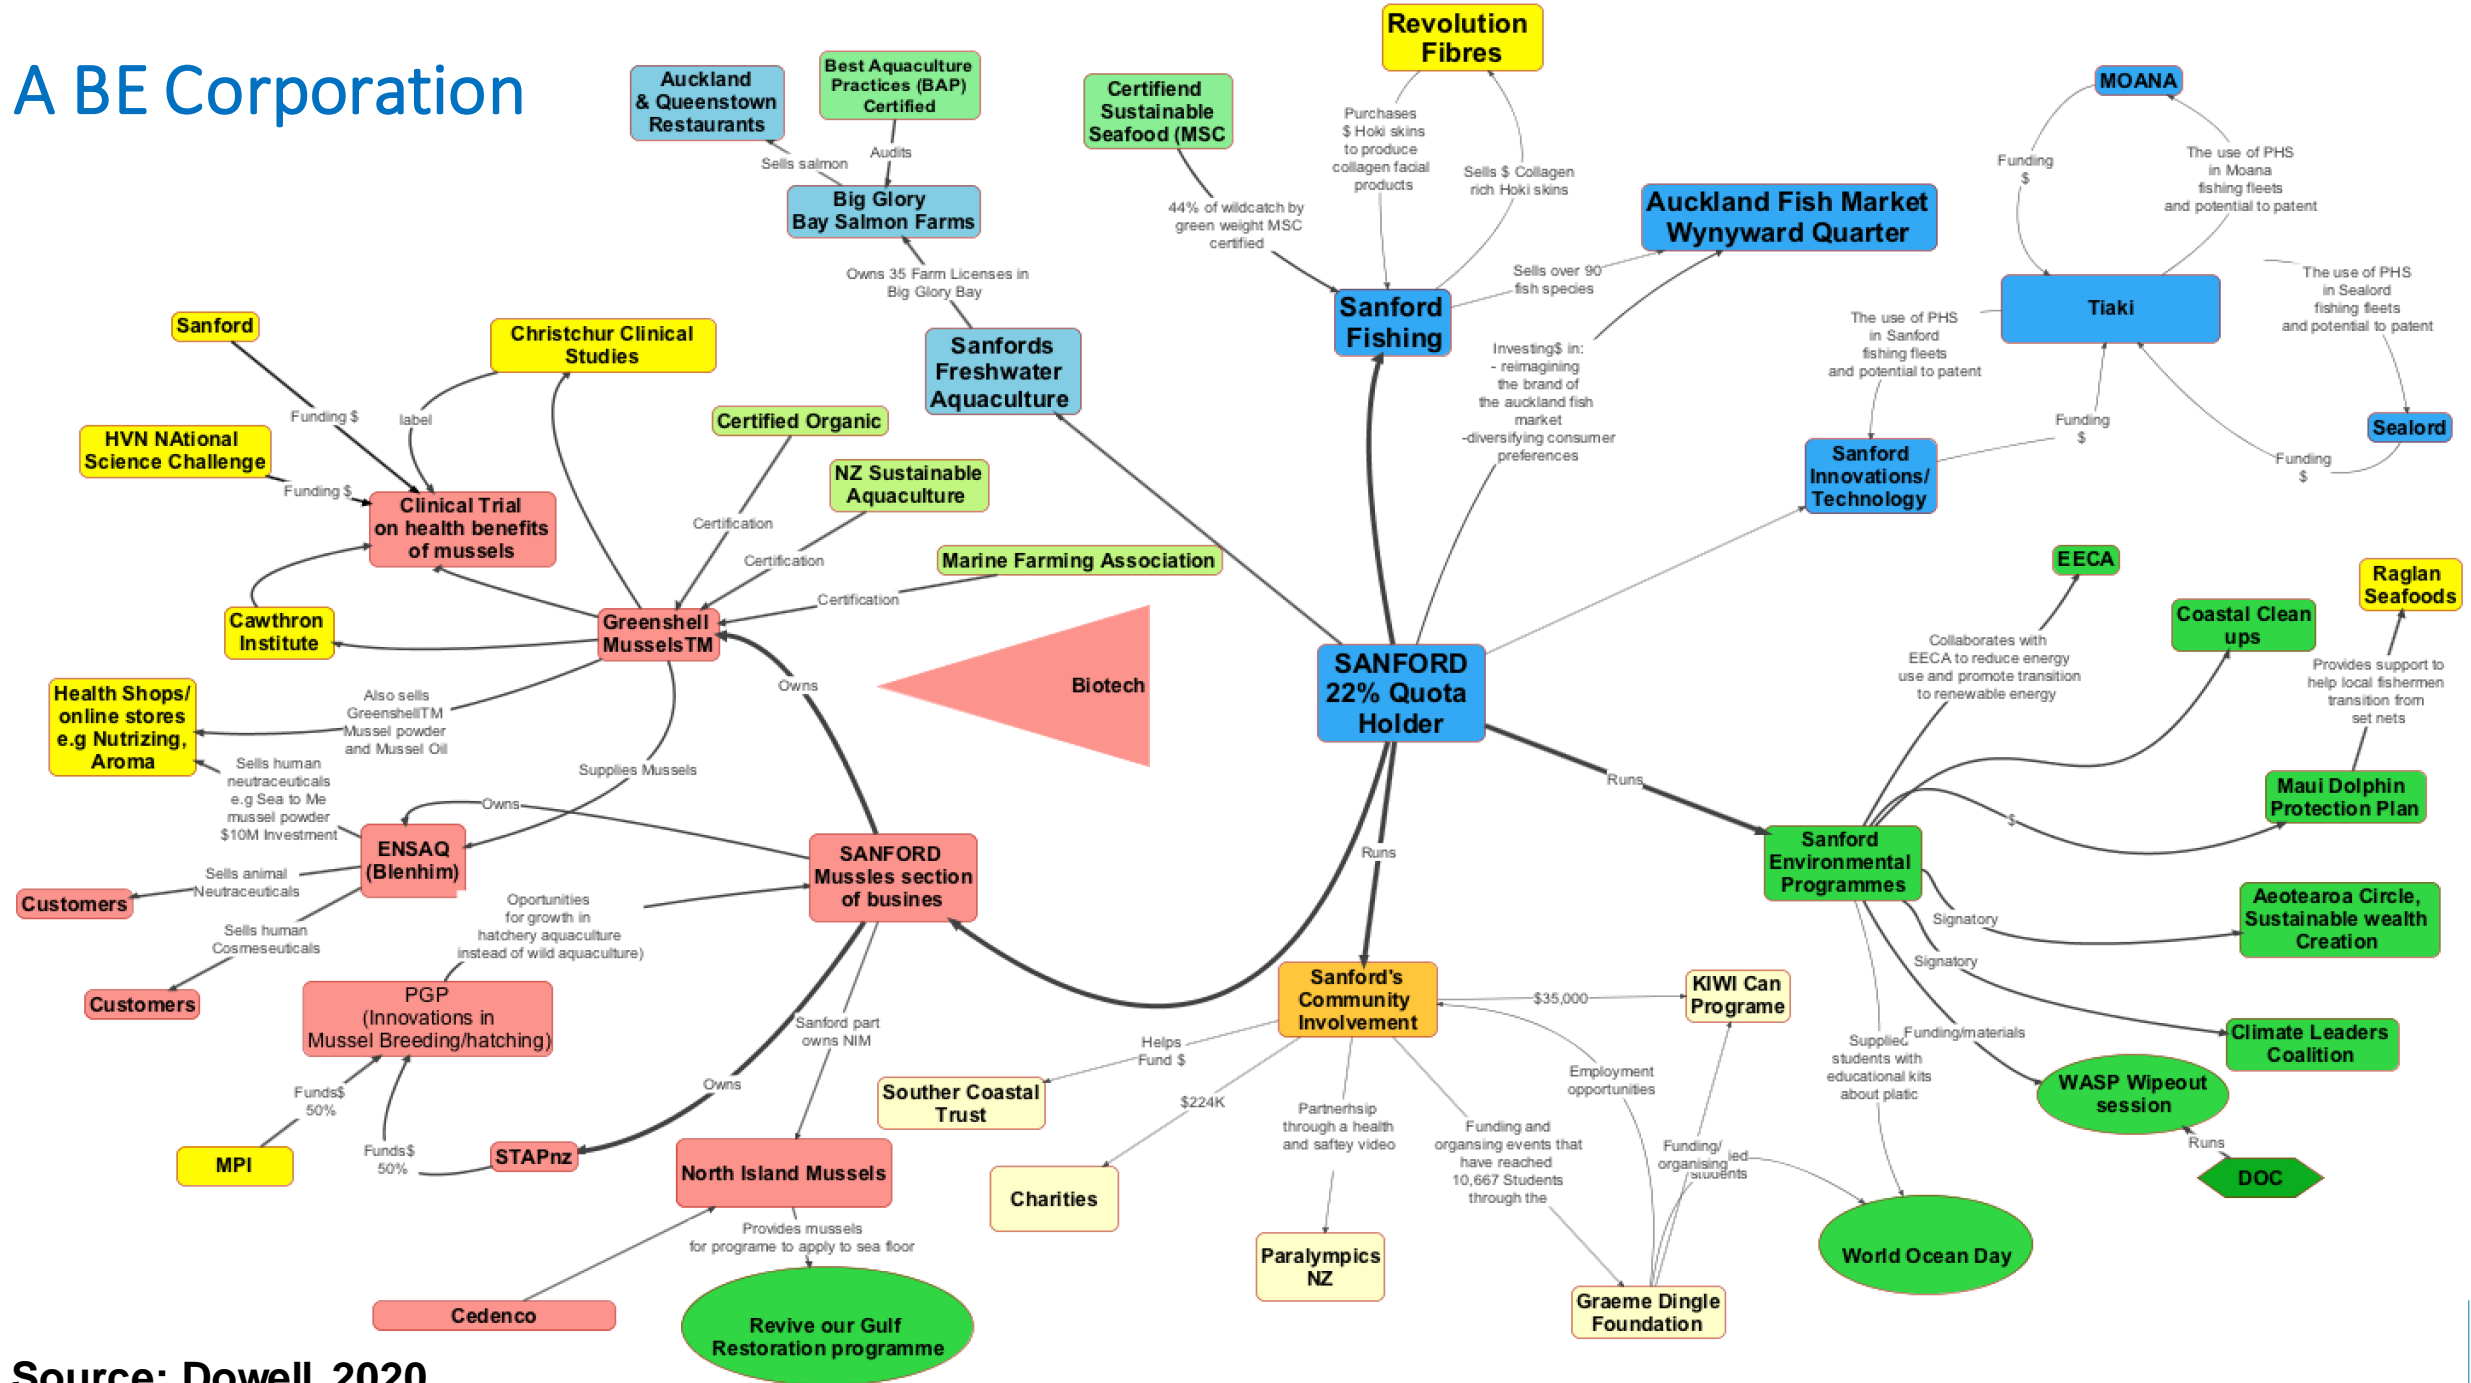 A BE Corporation
Revolution
Fibres
Auckland
& Queenstown
Restaurants
Best Aquaculture
Practices (BAP)
Certified
Certifiend
Sustainable
Seafood (MSC
MOANA
Purchases
$ Hoki skins
to produce
collagen facial
products
Sells $ Collagen
rich Hoki skins
Funding
$
The use of PHS
in Moana
fishing fleets
and potential to patent
Sells salmon
Audits
Big Glory
Bay Salmon Farms
44% of wildcatch by
green weight MSC
certified
Auckland Fish Market
Wynyward Quarter
Owns 35 Farm Licenses in
Big Glory Bay
Sells over 90
fish species
Sanford
Fishing
Tiaki
The use of PHS
in Sealord
fishing fleets
and potential to patent
Sanford
Christchur Clinical
Studies
Sanfords
Freshwater
Aquaculture
Investing$ in:
- reimagining
the brand of
the auckland fish
market
-diversifying consumer
preferences
The use of PHS
in Sanford
fishing fleets
and potential to patent
Funding $
label
Certified Organic
Funding
$
Sealord
HVN NAtional
Science Challenge
NZ Sustainable
Aquaculture
Sanford
Innovations/
Technology
Funding
$
Funding $
Clinical Trial
on health benefits
of mussels
Certification
Certification
Marine Farming Association
Certification
EECA
Raglan
Seafoods
Cawthron
Institute
Greenshell
MusselsTM
Coastal Clean
ups
Collaborates with
EECA to reduce energy
use and promote transition
to renewable energy
Provides support to
help local fishermen
transition from
set nets
Owns
Biotech
SANFORD
22% Quota
Holder
Health Shops/
online stores
e.g Nutrizing,
Aroma
Also sells
GreenshellTM
Mussel powder
and Mussel Oil
Sells human
neutraceuticals
e.g Sea to Me
mussel powder
$10M Investment
Supplies Mussels
Runs
Maui Dolphin
Protection Plan
$
Owns
ENSAQ
(Blenhim)
SANFORD
Mussles section
of busines
Runs
Sanford
Environmental
Programmes
Sells animal
Neutraceuticals
Customers
Oportunities
for growth in
hatchery aquaculture
instead of wild aquaculture)
Signatory
Aeotearoa Circle,
Sustainable wealth
Creation
Sells human
Cosmeseuticals
Customers
Signatory
PGP
(Innovations in
Mussel Breeding/hatching)
Sanford's
Community
Involvement
$35,000
KIWI Can
Programe
Sanford part
owns NIM
Helps
Fund $
Funding/materials
Climate Leaders
Coalition
Supplied
students with
educational kits
about platic
Employment
opportunities
Funds$
50%
Owns
Souther Coastal
Trust
$224K
WASP Wipeout
session
Partnerhsip
through a health
and saftey video
Funding and
organsing events that
have reached
10,667 Students
through the
Funding/
organising
ied
students
Runs
DOC
MPI
Funds$
50%
STAPnz
North Island Mussels
Charities
Provides mussels
for programe to apply to sea floor
Paralympics
NZ
World Ocean Day
Cedenco
Revive our Gulf
Restoration programme
Graeme Dingle
Foundation
Source: Dowell, 2020